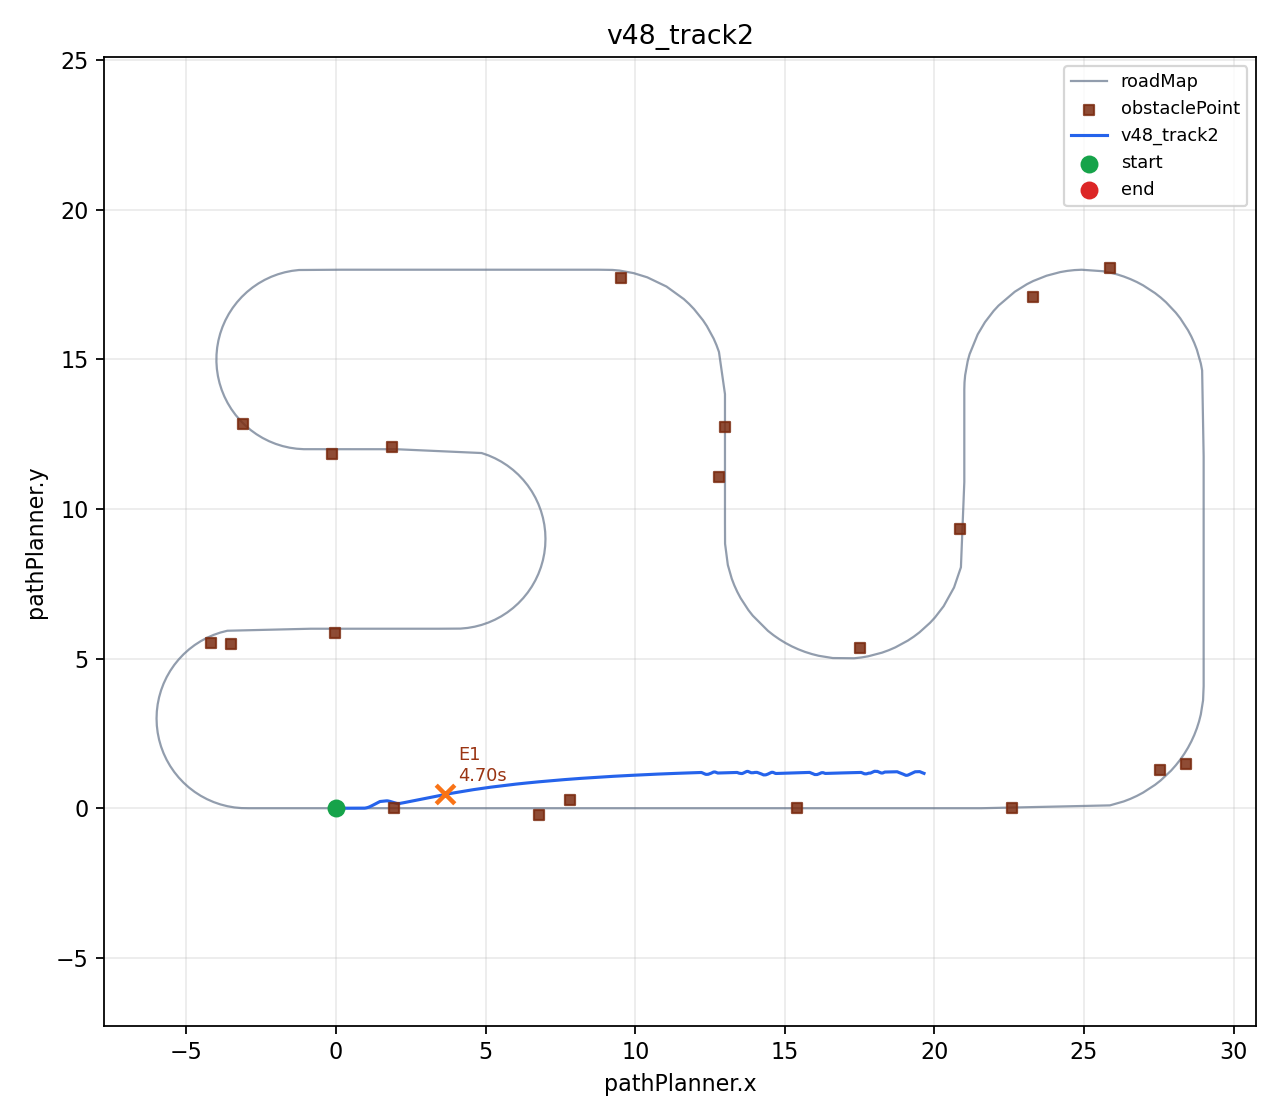 v48_track2
25
20
15
10
5
0
−5
−5
0
5
10
15
20
25
30
pathPlanner.y
pathPlanner.x
roadMap
obstaclePoint
v48_track2
start
end
E1
4.70s